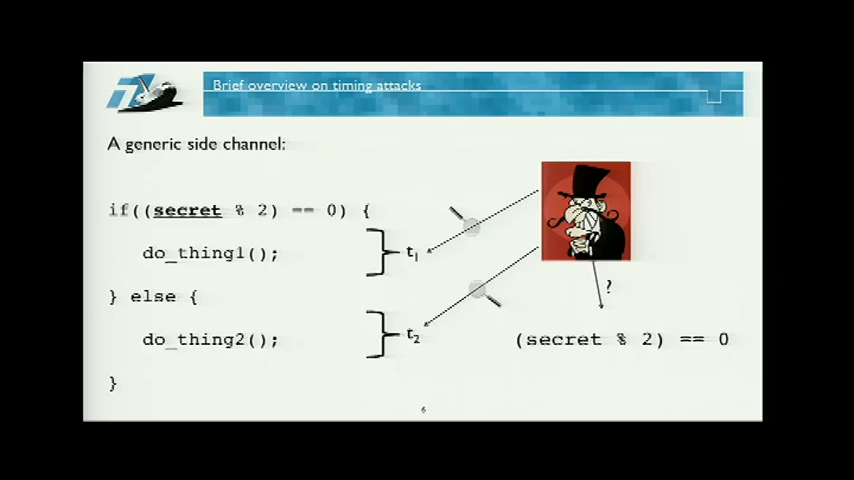 Brief overview on timing attacks
A generic side channel:
if((secret % 2) == 0) {
do_thing1();
t1
} else {
?
do_thing2();
t2
(secret % 2) == 0
}
6